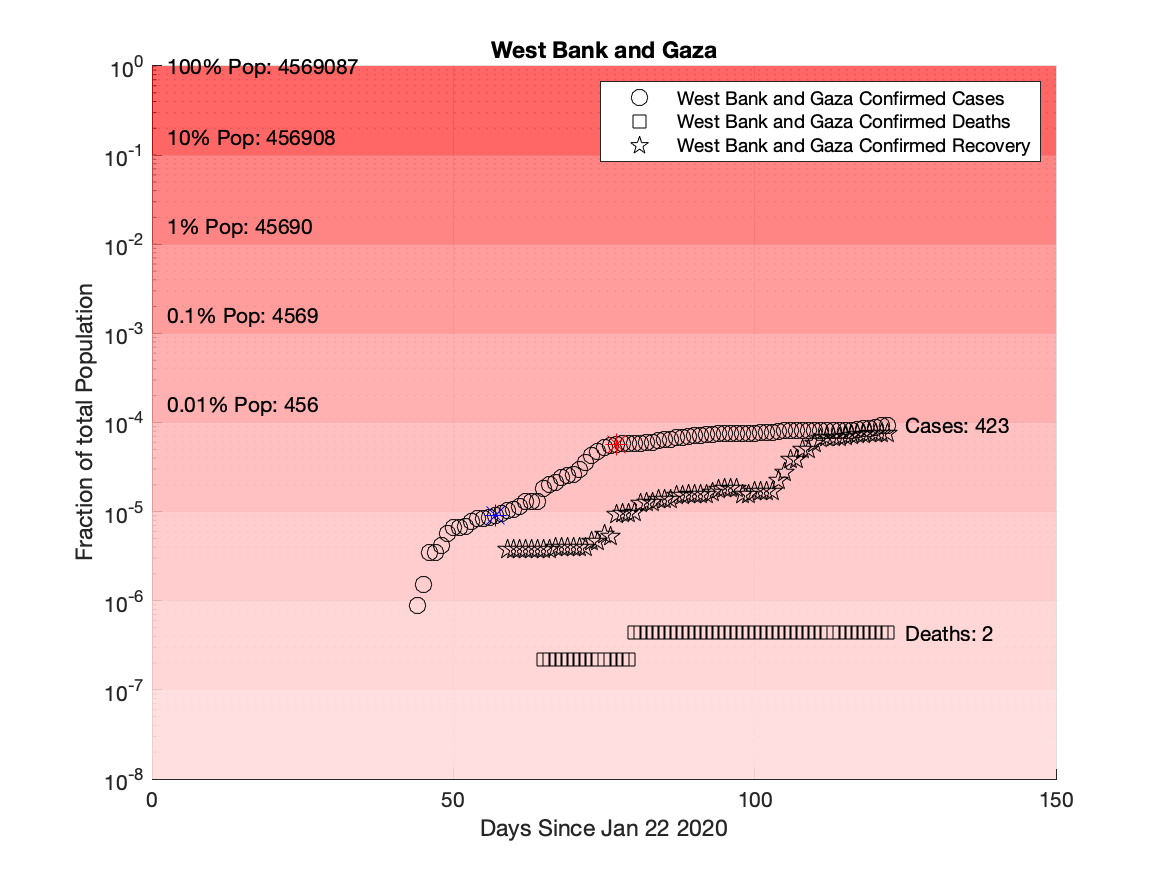 West Bank and Gaza
10^0
100% Pop: 4569087
West Bank and Gaza Confirmed Cases
West Bank and Gaza Confirmed Deaths
West Bank and Gaza Confirmed Recovery
10% Pop: 456908
10^-1
1% Pop: 45690
10^-2
0.1% Pop: 4569
10^-3
0.01% Pop: 456
10^-4
Cases: 423
10^-5
10^-6
Deaths: 2
10^-7
10^-8
Fraction of total Population
0 50 100 150
Days Since Jan 22 2020